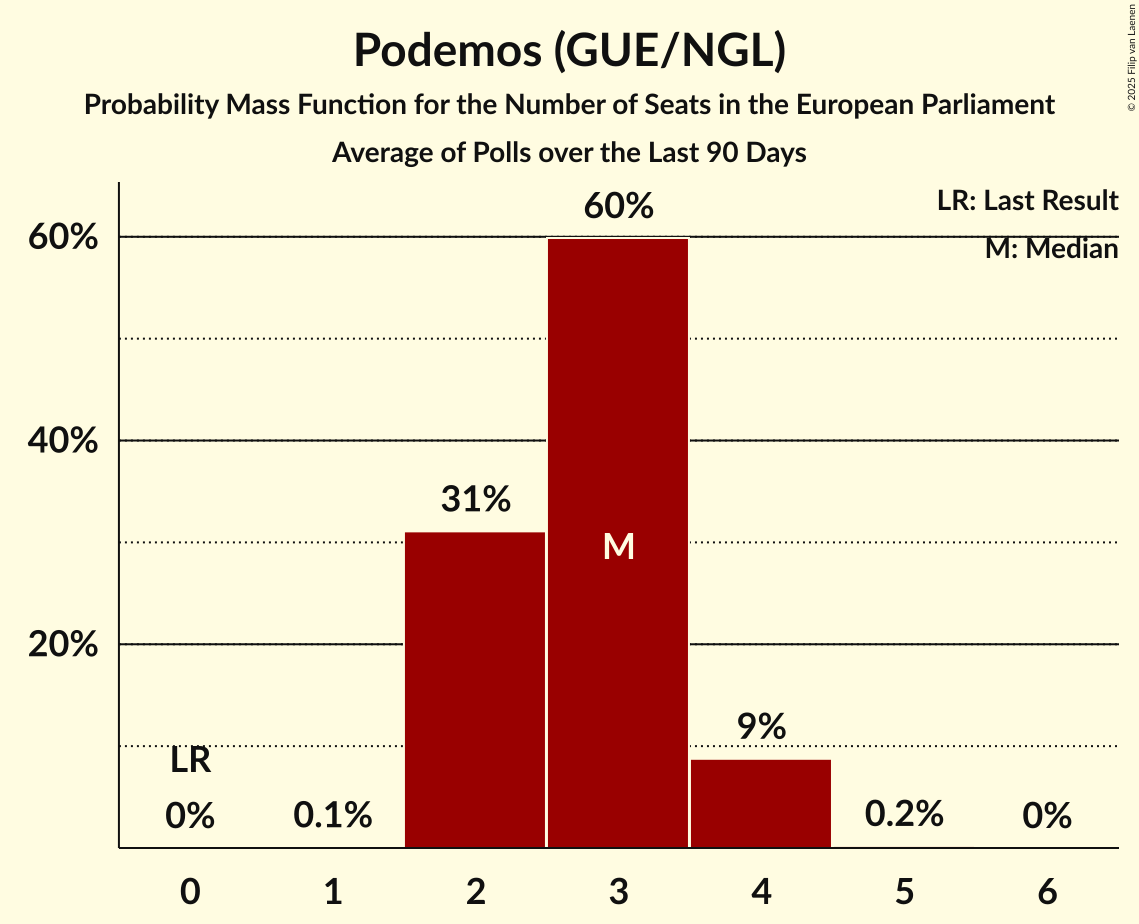 Podemos (GUE/NGL)
Probability Mass Function for the Number of Seats in the European Parliament
Average of Polls over the Last 90 Days
© 2025 Filip van Laenen
LR: Last Result
M: Median
60%
40%
20%
60%
31%
M
9%
LR
0%
0.1%
0.2%
0%
0 1 2 3 4 5 6